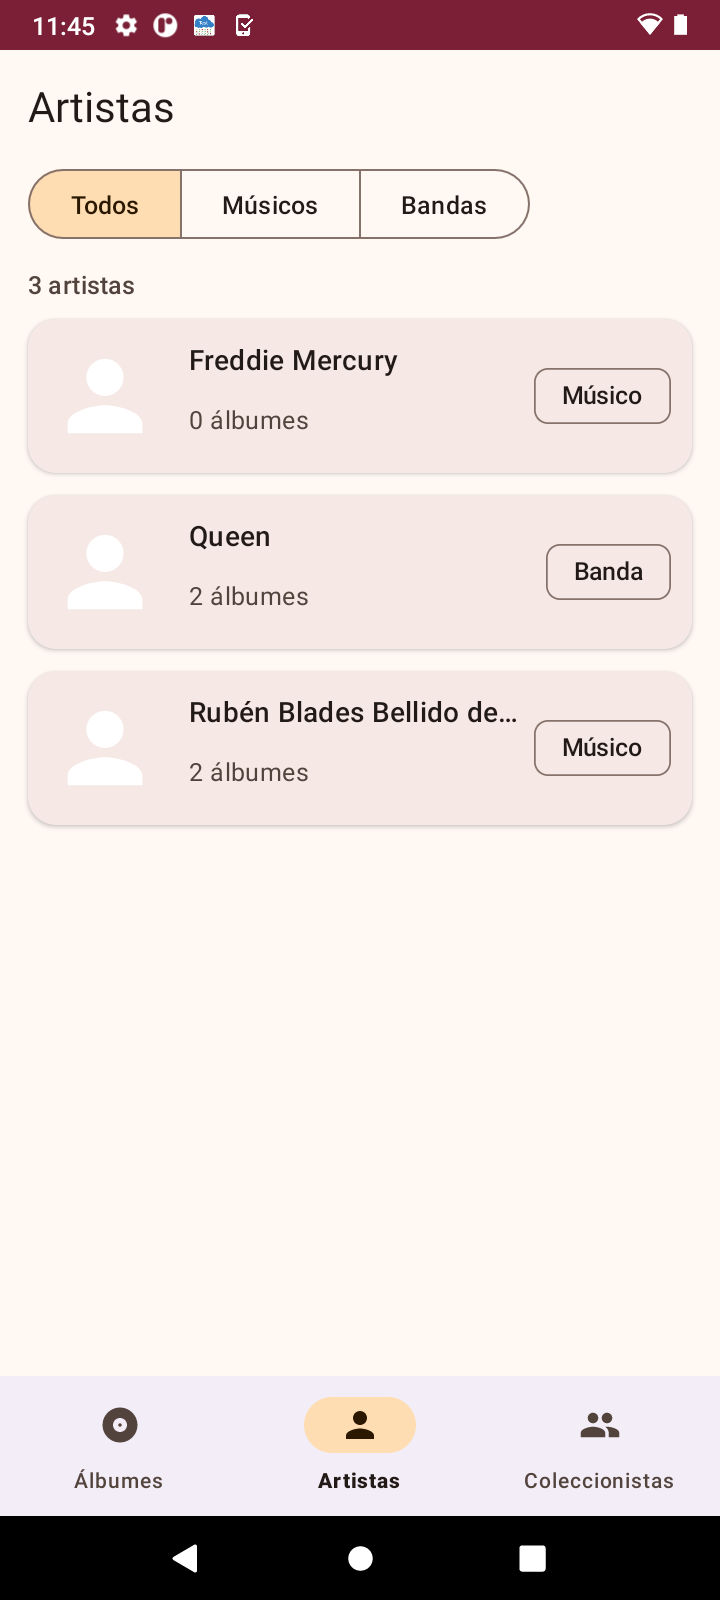 11:45
Artistas
Todos
Músicos
Bandas
3 artistas
Freddie Mercury
0 álbumes
Músico
Queen
2 álbumes
Banda
Rubén Blades Bellido de…
2 álbumes
Músico
Álbumes
Artistas
Coleccionistas